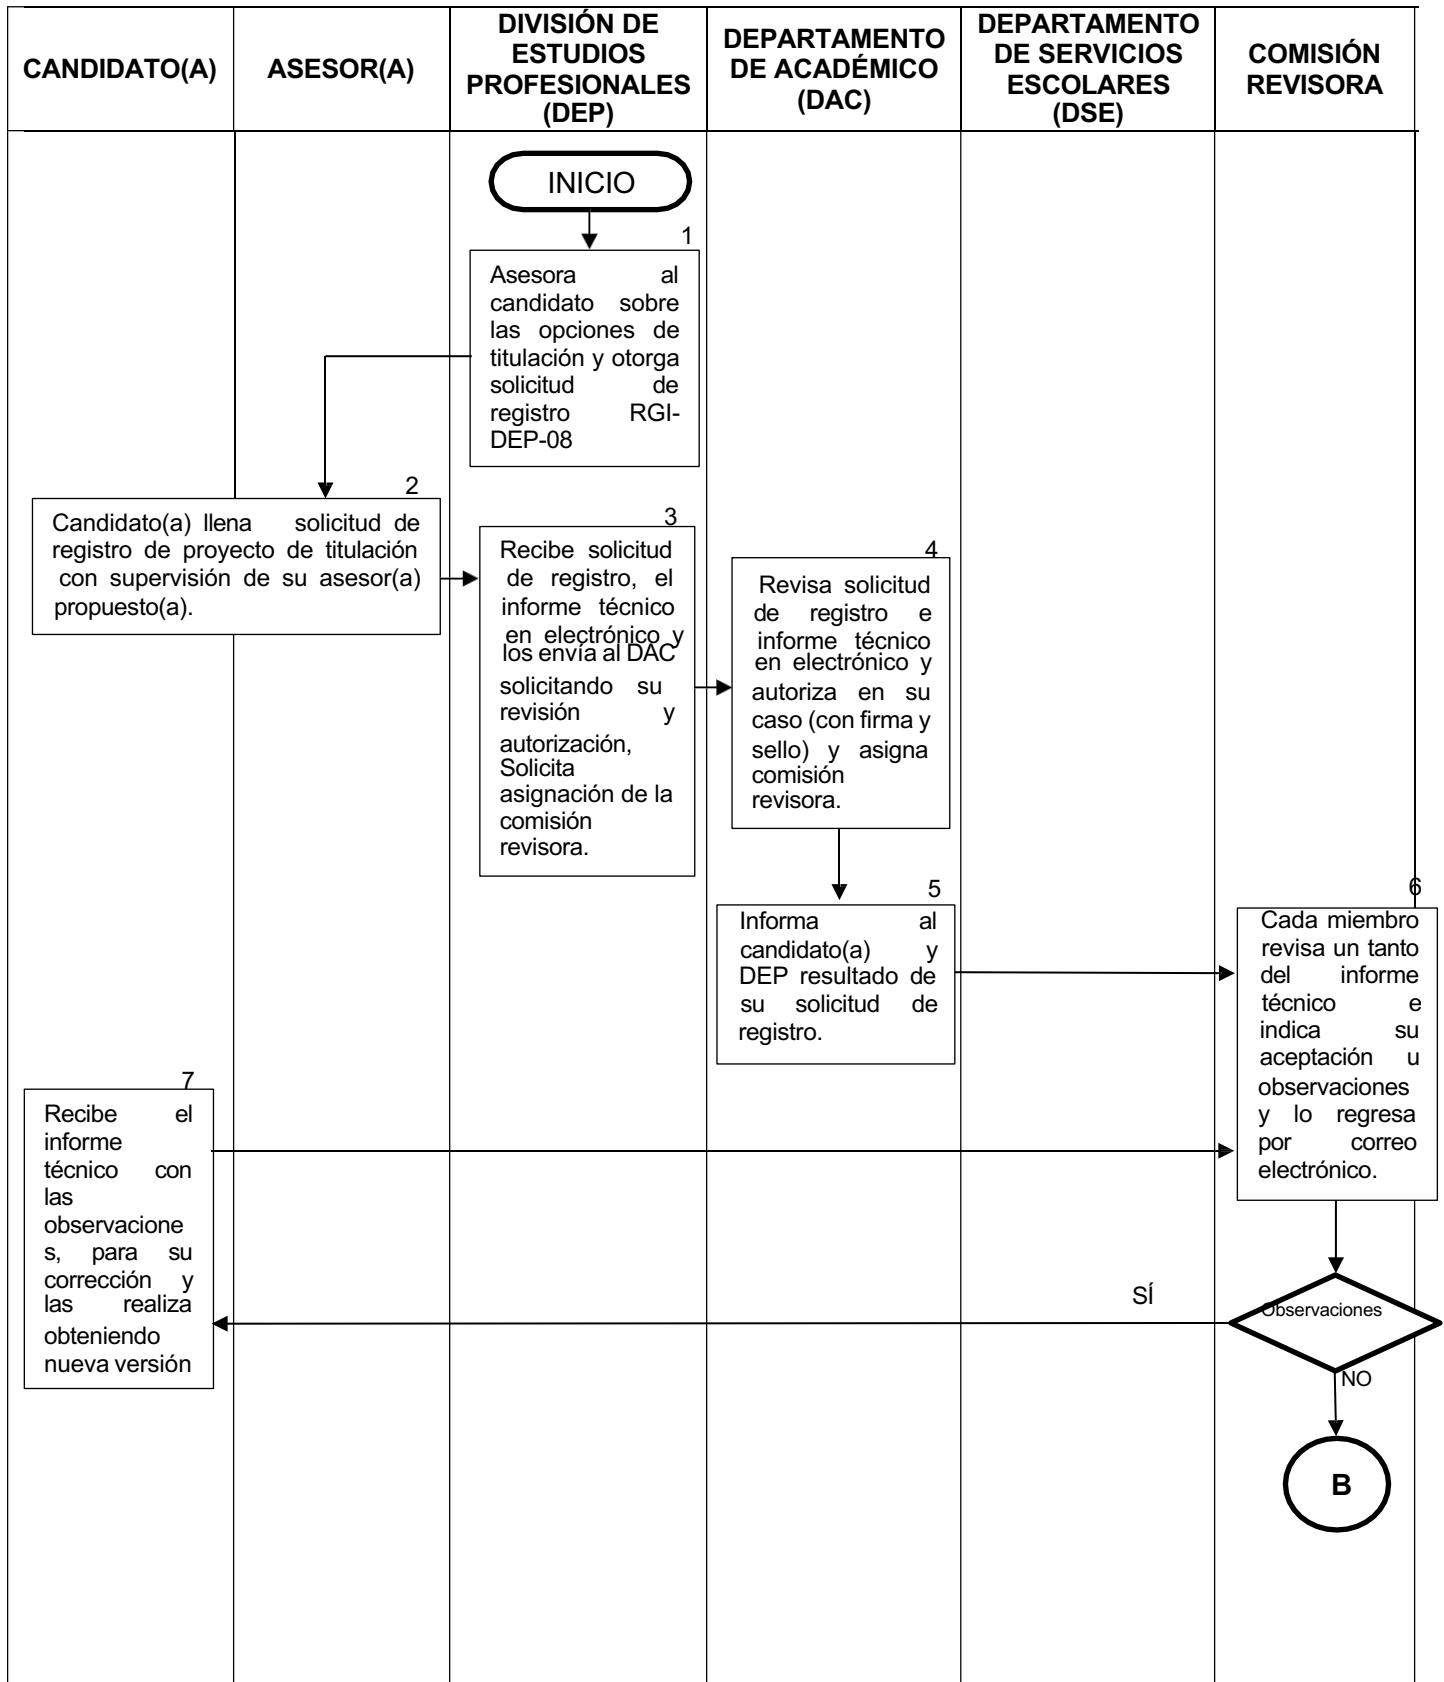 CANDIDATO(A)
ASESOR(A)
DIVISIÓN DE
ESTUDIOS
PROFESIONALES
(DEP)
DEPARTAMENTO
DE ACADÉMICO
(DAC)
DEPARTAMENTO
DE SERVICIOS
ESCOLARES
(DSE)
COMISIÓN
REVISORA
INICIO
1
Asesora al
candidato sobre
las opciones de
titulación y otorga
solicitud de
registro RGI-
DEP-08
2
Candidato(a) llena solicitud de
registro de proyecto de titulación
con supervisión de su asesor(a)
propuesto(a).
3
Recibe solicitud
de registro, el
informe técnico
en electrónico y
los envía al DAC
solicitando su
revisión y
autorización,
Solicita
asignación de la
comisión
revisora.
4
Revisa solicitud
de registro e
informe técnico
en electrónico y
autoriza en su
caso (con firma y
sello) y asigna
comisión
revisora.
5
Informa al
candidato(a) y
DEP resultado de
su solicitud de
registro.
6
Cada miembro
revisa un tanto
del informe
técnico e
indica su
aceptación u
observaciones
y lo regresa
por correo
electrónico.
7
Recibe el
informe
técnico con
las
observacione
s, para su
corrección y
las realiza
obteniendo
nueva versión
SÍ
Observaciones
NO
B